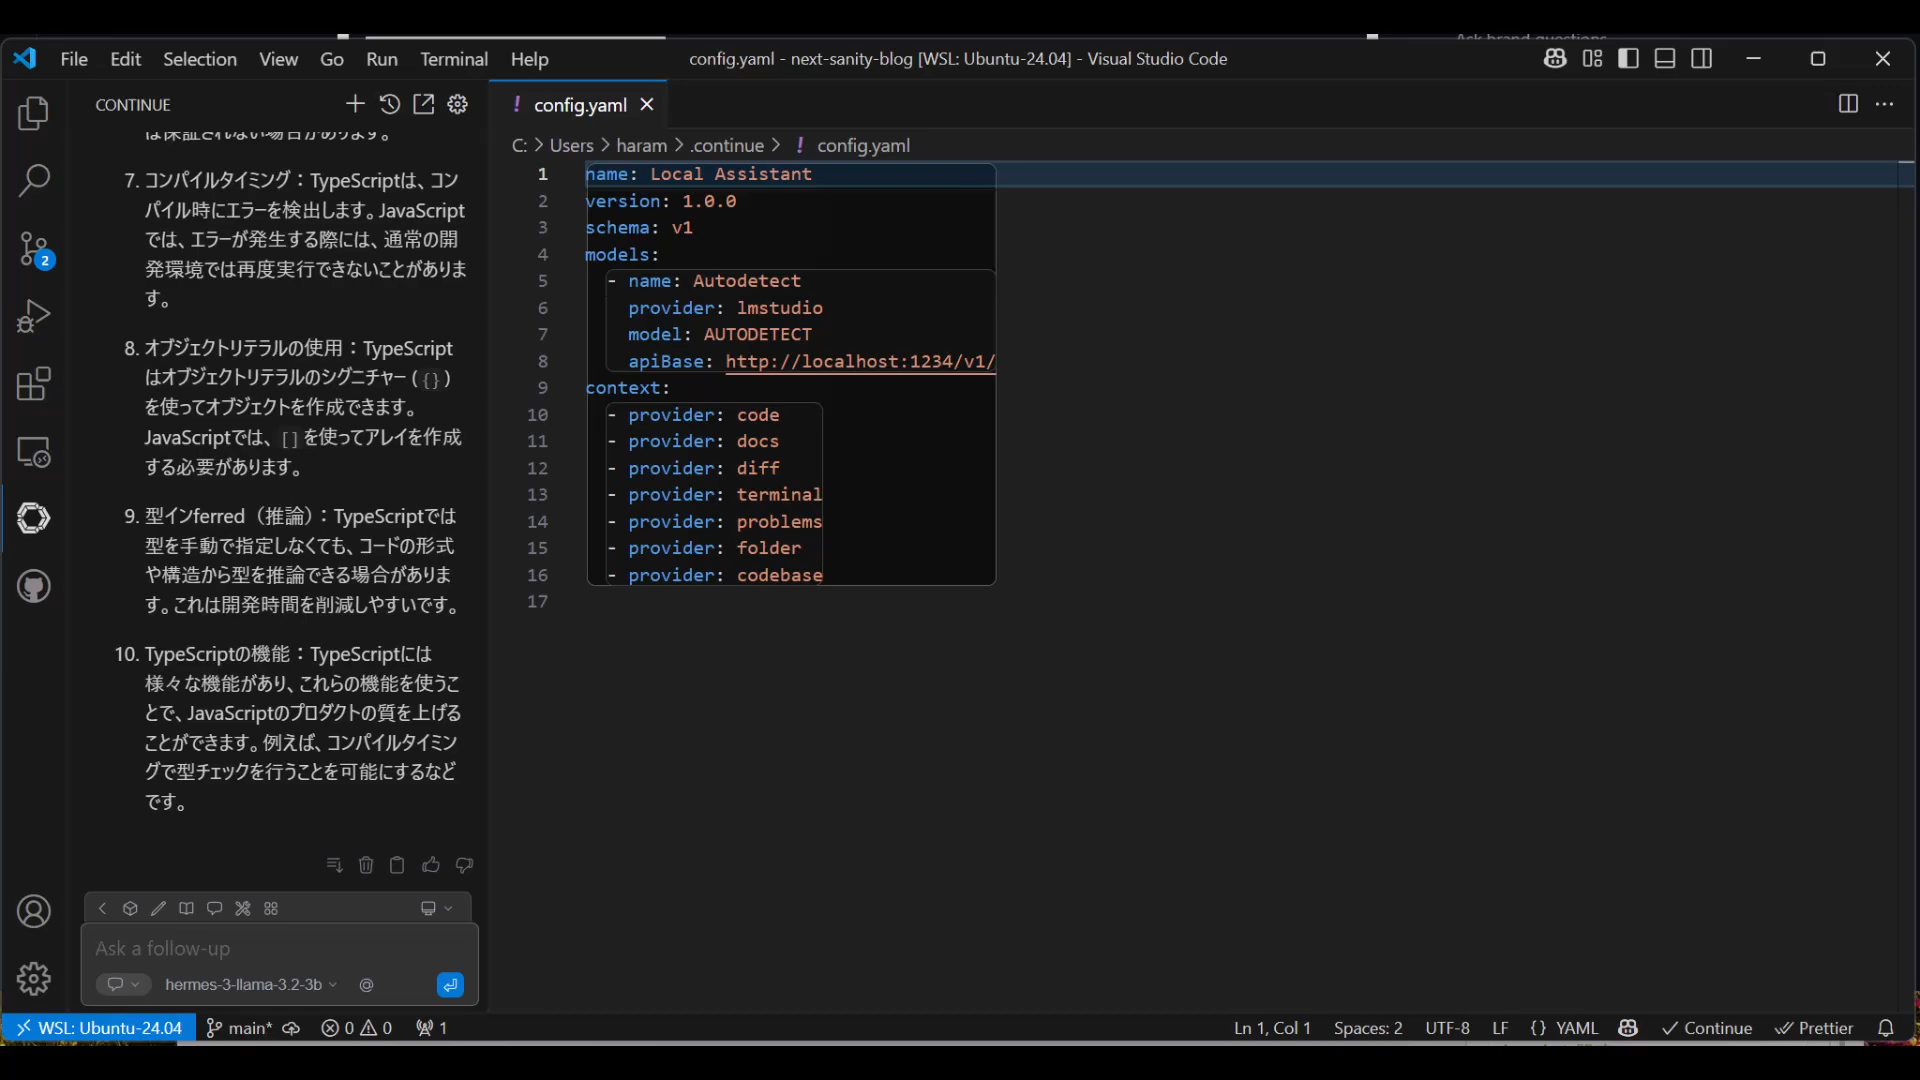 Ask brand questions
File Edit Selection View Go Run Terminal Help
config.yaml - next-sanity-blog [WSL: Ubuntu-24.04] - Visual Studio Code
CONTINUE
は保証されない場合があります。
7. コンパイルタイミング：TypeScriptは、コン
パイル時にエラーを検出します。JavaScript
では、エラーが発生する際には、通常の開
発環境では再度実行できないことがありま
す。
8. オブジェクトリテラルの使用：TypeScript
はオブジェクトリテラルのシグニチャー ( {} )
を使ってオブジェクトを作成できます。
JavaScriptでは、 [] を使ってアレイを作成
する必要があります。
9. 型インferred（推論）：TypeScriptでは
型を手動で指定しなくても、コードの形式
や構造から型を推論できる場合がありま
す。これは開発時間を削減しやすいです。
10. TypeScriptの機能：TypeScriptには
様々な機能があり、これらの機能を使うこ
とで、JavaScriptのプロダクトの質を上げる
ことができます。例えば、コンパイルタイミン
グで型チェックを行うことを可能にするなど
です。
Ask a follow-up
hermes-3-llama-3.2-3b @
! config.yaml
C: > Users > haram > .continue > ! config.yaml
1 name: Local Assistant
2 version: 1.0.0
3 schema: v1
4 models:
5 - name: Autodetect
6 provider: lmstudio
7 model: AUTODETECT
8 apiBase: http://localhost:1234/v1/
9 context:
10 - provider: code
11 - provider: docs
12 - provider: diff
13 - provider: terminal
14 - provider: problems
15 - provider: folder
16 - provider: codebase
17
2
WSL: Ubuntu-24.04 main* 0 0 1
Ln 1, Col 1 Spaces: 2 UTF-8 LF {} YAML Continue Prettier